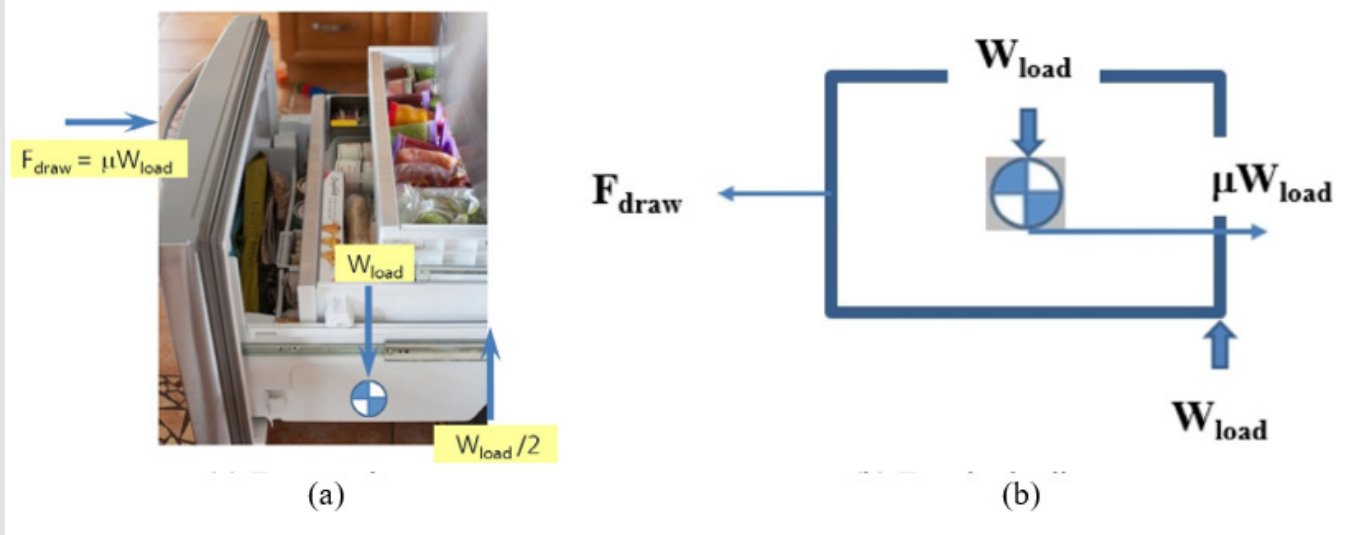 F_draw = μW_load
W_load
W_load/2
(a)
W_load
F_draw
μW_load
W_load
(b)